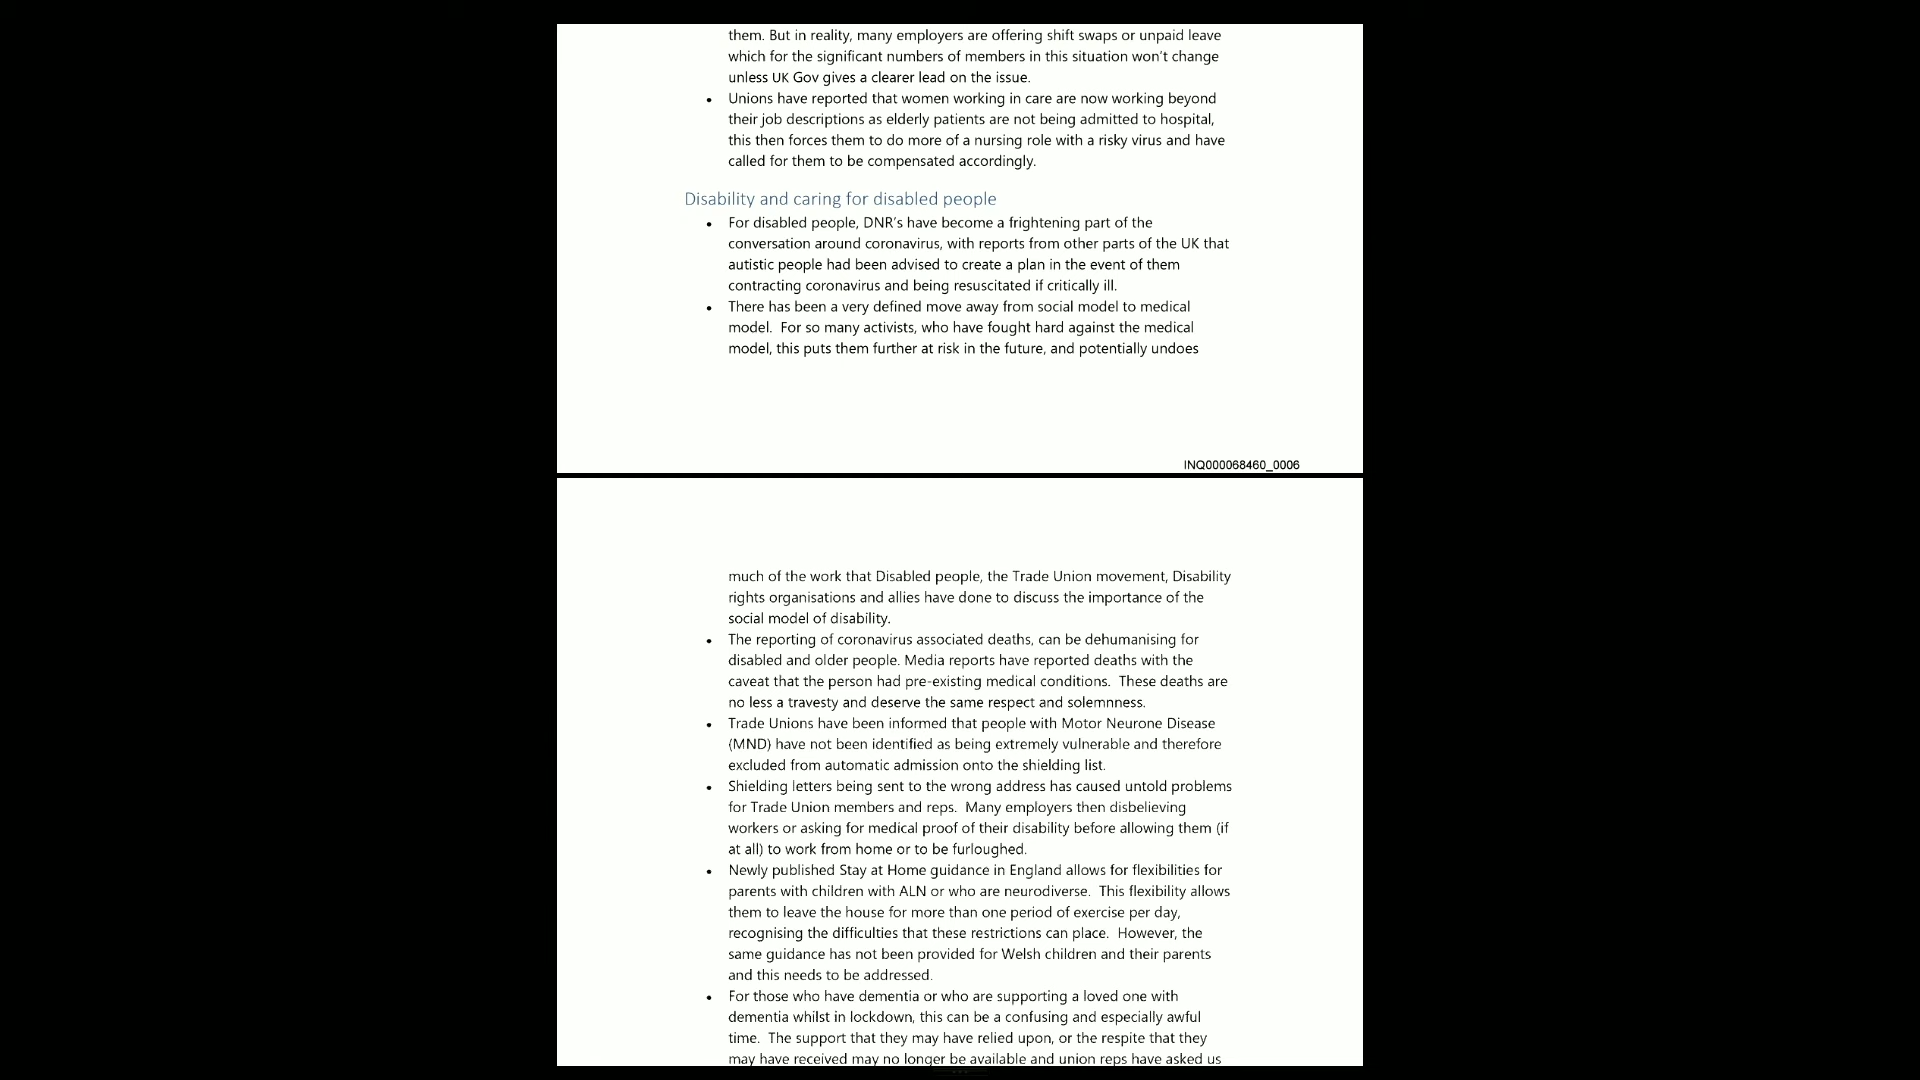 them. But in reality, many employers are offering shift swaps or unpaid leave
which for the significant numbers of members in this situation won't change
unless UK Gov gives a clearer lead on the issue.
• Unions have reported that women working in care are now working beyond
their job descriptions as elderly patients are not being admitted to hospital,
this then forces them to do more of a nursing role with a risky virus and have
called for them to be compensated accordingly.
Disability and caring for disabled people
• For disabled people, DNR's have become a frightening part of the
conversation around coronavirus, with reports from other parts of the UK that
autistic people had been advised to create a plan in the event of them
contracting coronavirus and being resuscitated if critically ill.
• There has been a very defined move away from social model to medical
model.  For so many activists, who have fought hard against the medical
model, this puts them further at risk in the future, and potentially undoes
INQ000068460_0006
much of the work that Disabled people, the Trade Union movement, Disability
rights organisations and allies have done to discuss the importance of the
social model of disability.
• The reporting of coronavirus associated deaths, can be dehumanising for
disabled and older people. Media reports have reported deaths with the
caveat that the person had pre-existing medical conditions.  These deaths are
no less a travesty and deserve the same respect and solemnness.
• Trade Unions have been informed that people with Motor Neurone Disease
(MND) have not been identified as being extremely vulnerable and therefore
excluded from automatic admission onto the shielding list.
• Shielding letters being sent to the wrong address has caused untold problems
for Trade Union members and reps.  Many employers then disbelieving
workers or asking for medical proof of their disability before allowing them (if
at all) to work from home or to be furloughed.
• Newly published Stay at Home guidance in England allows for flexibilities for
parents with children with ALN or who are neurodiverse.  This flexibility allows
them to leave the house for more than one period of exercise per day,
recognising the difficulties that these restrictions can place.  However, the
same guidance has not been provided for Welsh children and their parents
and this needs to be addressed.
• For those who have dementia or who are supporting a loved one with
dementia whilst in lockdown, this can be a confusing and especially awful
time.  The support that they may have relied upon, or the respite that they
may have received may no longer be available and union reps have asked us